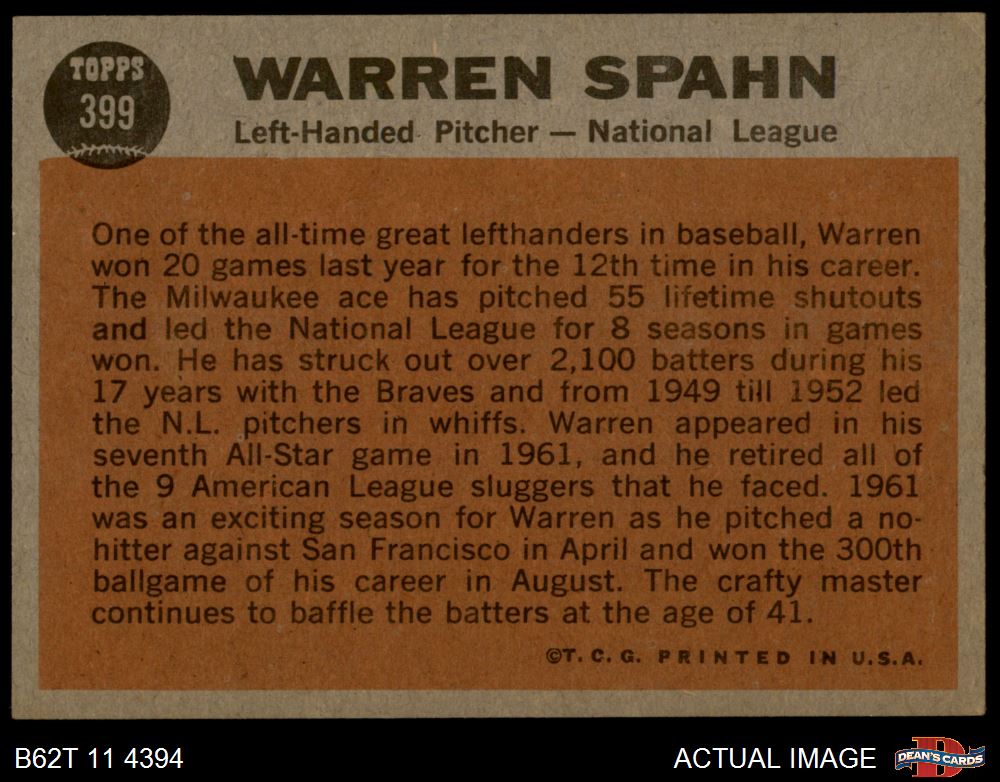 TOPPS
399
WARREN SPAHN
Left-Handed Pitcher — National League
One of the all-time great lefthanders in baseball, Warren
won 20 games last year for the 12th time in his career.
The Milwaukee ace has pitched 55 lifetime shutouts
and led the National League for 8 seasons in games
won. He has struck out over 2,100 batters during his
17 years with the Braves and from 1949 till 1952 led
the N.L. pitchers in whiffs. Warren appeared in his
seventh All-Star game in 1961, and he retired all of
the 9 American League sluggers that he faced. 1961
was an exciting season for Warren as he pitched a no-
hitter against San Francisco in April and won the 300th
ballgame of his career in August. The crafty master
continues to baffle the batters at the age of 41.
©T. C. G. PRINTED IN U.S.A.
B62T 11 4394
ACTUAL IMAGE
D
DEAN'S CARDS